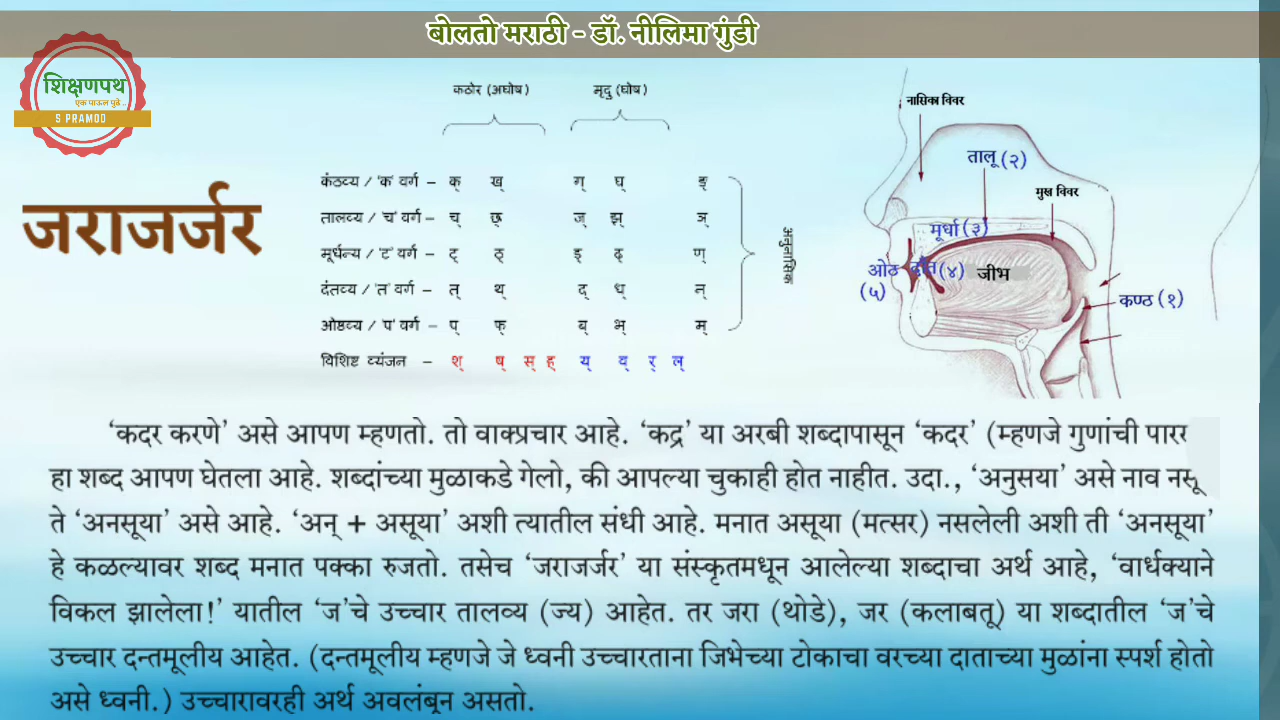 बोलतो मराठी - डॉ. नीलिमा गुंडी
शिक्षणपथ
एक पाऊल पुढे ..
S PRAMOD
जराजर्जर
कठोर (अघोष) मृदु (घोष)
कंठव्य / 'क' वर्ग – क् ख् ग् घ् ङ्
तालव्य / 'च' वर्ग – च् छ् ज् झ् ञ्
मूर्धन्य / 'ट' वर्ग – ट् ठ् ड् ढ् ण्
दंतव्य / 'त' वर्ग – त् थ् द् ध् न्
ओष्ठव्य / 'प' वर्ग – प् फ् ब् भ् म्
विशिष्ट व्यंजन – श् ष् स् ह् य् व् र् ल्
अनुनासिक
नासिका विवर
तालू (२)
मुख विवर
मूर्धा (३)
ओठ (५)
दाँत (४)
जीभ
कण्ठ (१)
‘कदर करणे’ असे आपण म्हणतो. तो वाक्प्रचार आहे. ‘कद्र’ या अरबी शब्दापासून ‘कदर’ (म्हणजे गुणांची
हा शब्द आपण घेतला आहे. शब्दांच्या मुळाकडे गेलो, की आपल्या चुकाही होत नाहीत. उदा., ‘अनुसया’ असे नाव नसू
ते ‘अनसूया’ असे आहे. ‘अन् + असूया’ अशी त्यातील संधी आहे. मनात असूया (मत्सर) नसलेली अशी ती ‘अनसूया’
हे कळल्यावर शब्द मनात पक्का रुजतो. तसेच ‘जराजर्जर’ या संस्कृतमधून आलेल्या शब्दाचा अर्थ आहे, ‘वार्धक्याने
विकल झालेला!’ यातील ‘ज’चे उच्चार तालव्य (ज्य) आहेत. तर जरा (थोडे), जर (कलाबतू) या शब्दातील ‘ज’चे
उच्चार दन्तमूलीय आहेत. (दन्तमूलीय म्हणजे जे ध्वनी उच्चारताना जिभेच्या टोकाचा वरच्या दाताच्या मुळांना स्पर्श होतो
असे ध्वनी.) उच्चारावरही अर्थ अवलंबून असतो.